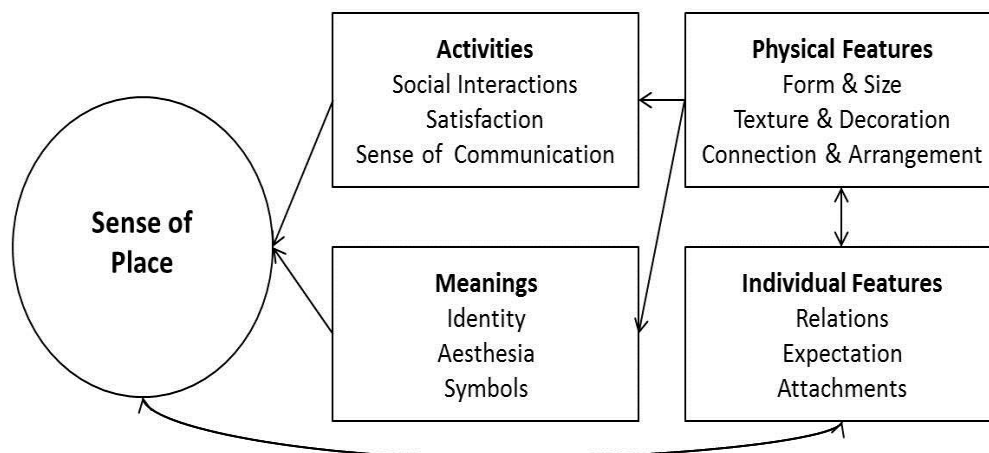 Sense of
Place
Activities
Social Interactions
Satisfaction
Sense of Communication
Physical Features
Form & Size
Texture & Decoration
Connection & Arrangement
Meanings
Identity
Aesthesia
Symbols
Individual Features
Relations
Expectation
Attachments